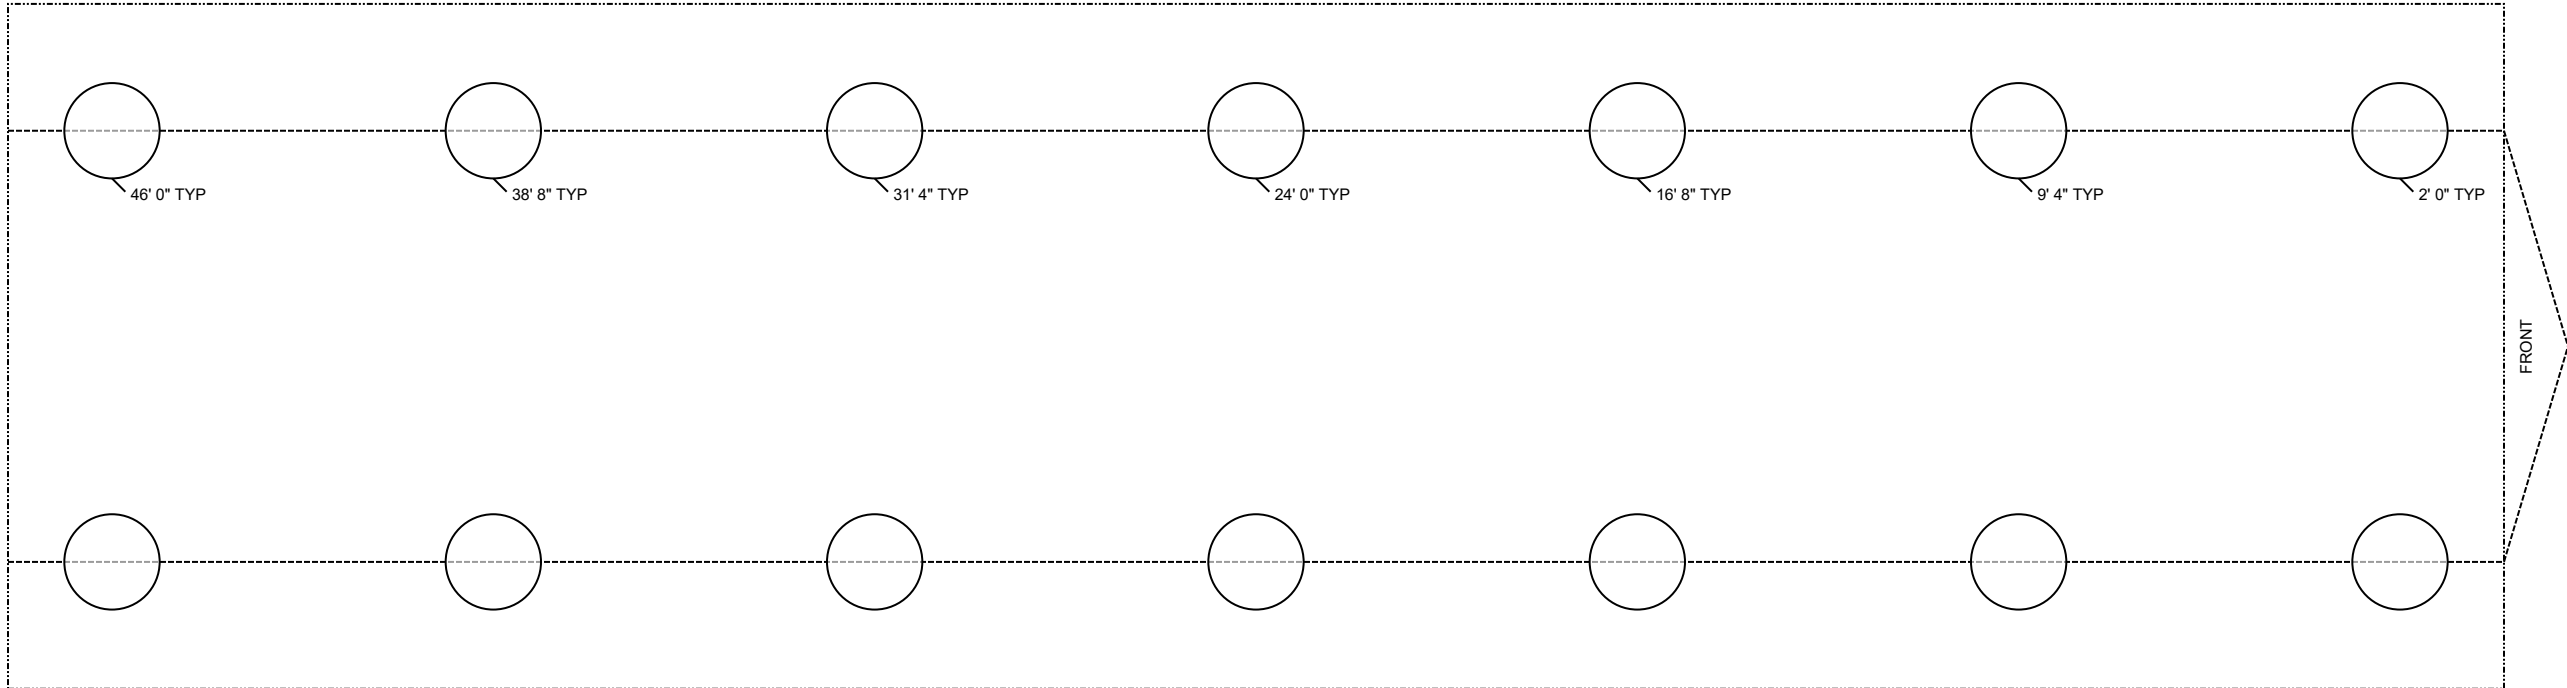 46' 0" TYP
38' 8" TYP
31' 4" TYP
24' 0" TYP
16' 8" TYP
9' 4" TYP
2' 0" TYP
FRONT